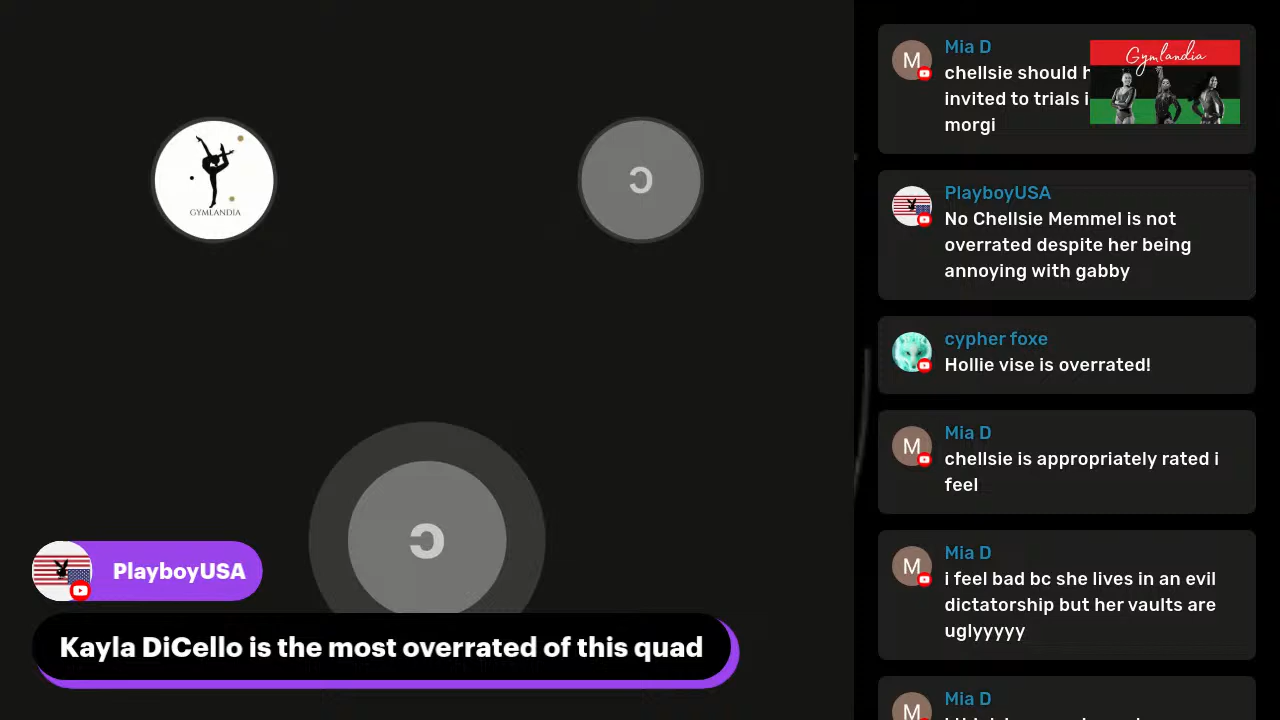 GYMLANDIA
Ɔ
Ɔ
PlayboyUSA
Kayla DiCello is the most overrated of this quad
Mia D
chellsie should h
invited to trials i
morgi
Gymlandia
M
PlayboyUSA
No Chellsie Memmel is not
overrated despite her being
annoying with gabby
cypher foxe
Hollie vise is overrated!
M
Mia D
chellsie is appropriately rated i
feel
M
Mia D
i feel bad bc she lives in an evil
dictatorship but her vaults are
uglyyyyy
M
Mia D